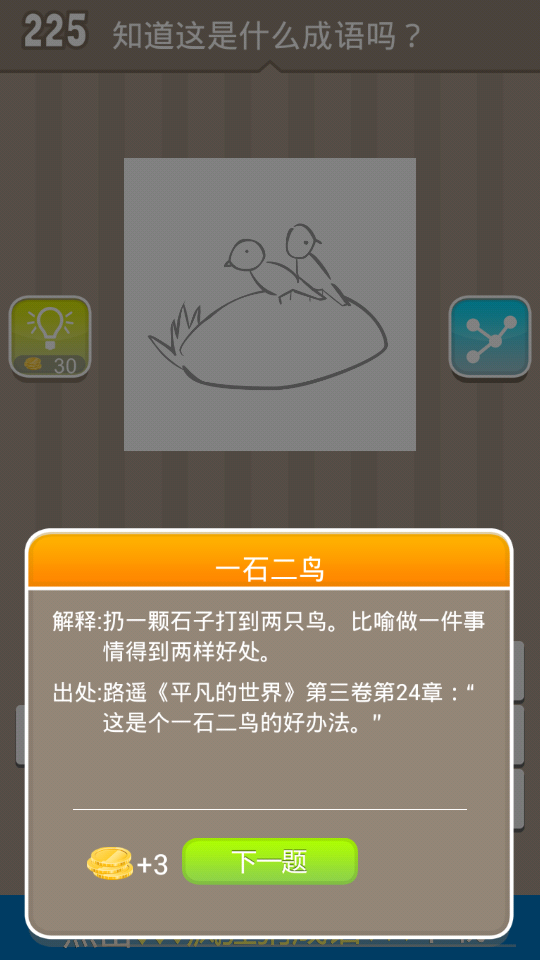 225
知道这是什么成语吗？
30
一石二鸟
解释:扔一颗石子打到两只鸟。比喻做一件事
情得到两样好处。
出处:路遥《平凡的世界》第三卷第24章：“
这是个一石二鸟的好办法。”
+3
下一题